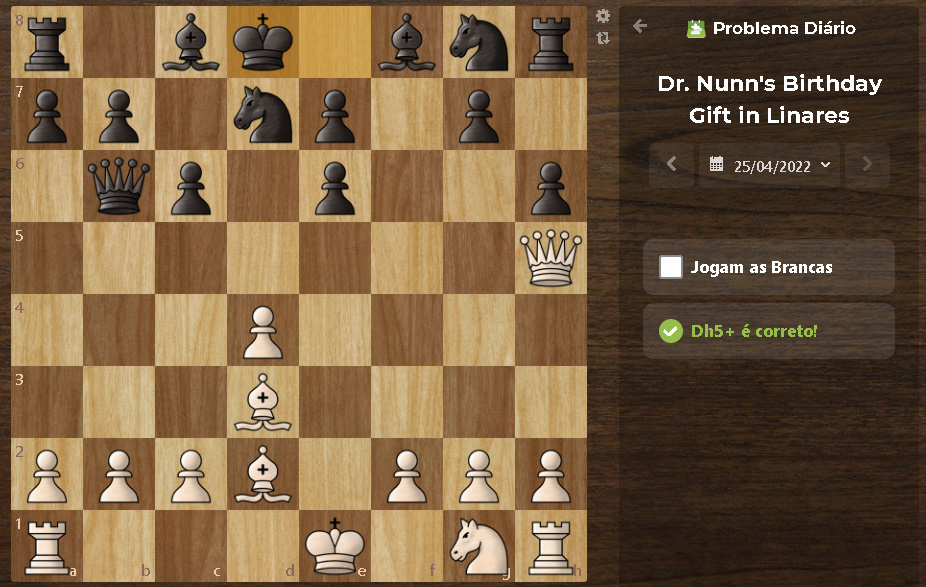 8
7
6
5
4
3
2
1
a b c d e f g h
Problema Diário
Dr. Nunn's Birthday
Gift in Linares
25/04/2022
Jogam as Brancas
Dh5+ é correto!